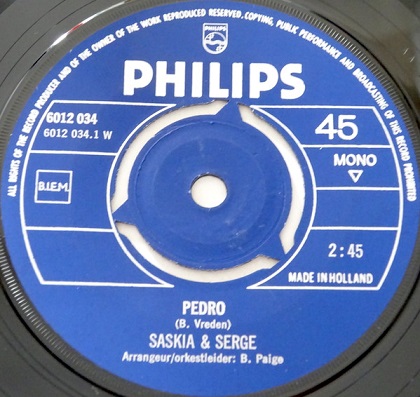 ALL RIGHTS OF THE RECORD PRODUCER AND OF THE OWNER OF THE WORK REPRODUCED RESERVED. COPYING, PUBLIC PERFORMANCE AND BROADCASTING OF THIS RECORD PROHIBITED
PHILIPS
PHILIPS
6012 034
6012 034.1 W
45
MONO
B.I.E.M.
2:45
MADE IN HOLLAND
PEDRO
(B. Vreden)
SASKIA & SERGE
Arrangeur/orkestleider: B. Paige